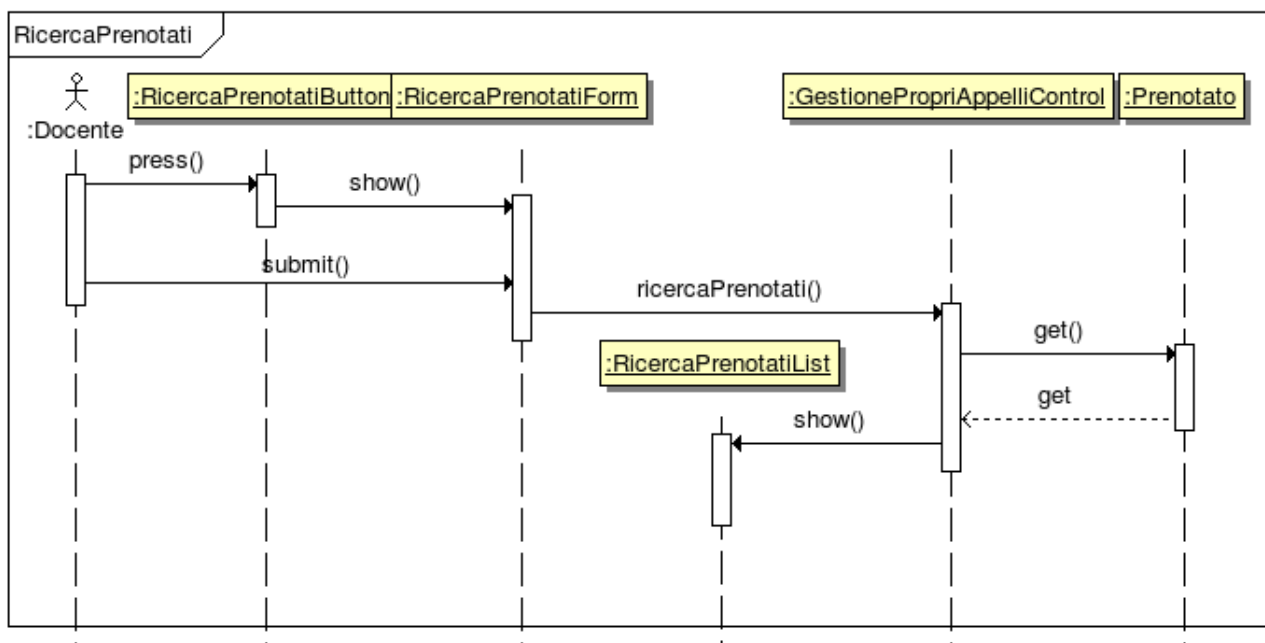 RicercaPrenotati
:Docente
:RicercaPrenotatiButton
:RicercaPrenotatiForm
:GestionePropriAppelliControl
:Prenotato
press()
show()
submit()
ricercaPrenotati()
get()
:RicercaPrenotatiList
get
show()